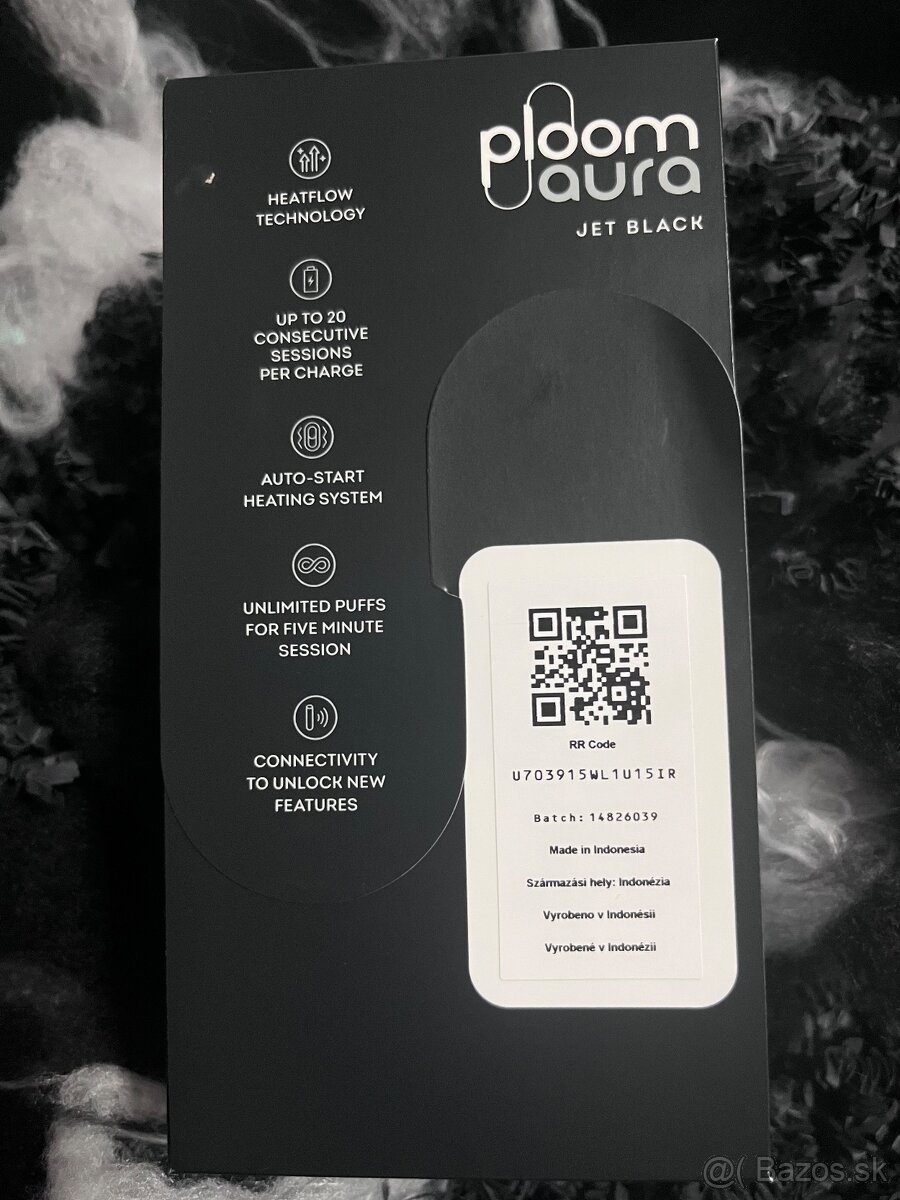 ploom
aura
JET BLACK
HEATFLOW
TECHNOLOGY
UP TO 20
CONSECUTIVE
SESSIONS
PER CHARGE
AUTO-START
HEATING SYSTEM
UNLIMITED PUFFS
FOR FIVE MINUTE
SESSION
CONNECTIVITY
TO UNLOCK NEW
FEATURES
RR Code
U703915WL1U15IR
Batch: 14826039
Made in Indonesia
Származási hely: Indonézia
Vyrobeno v Indonésii
Vyrobené v Indonézii
@( Bazos.sk